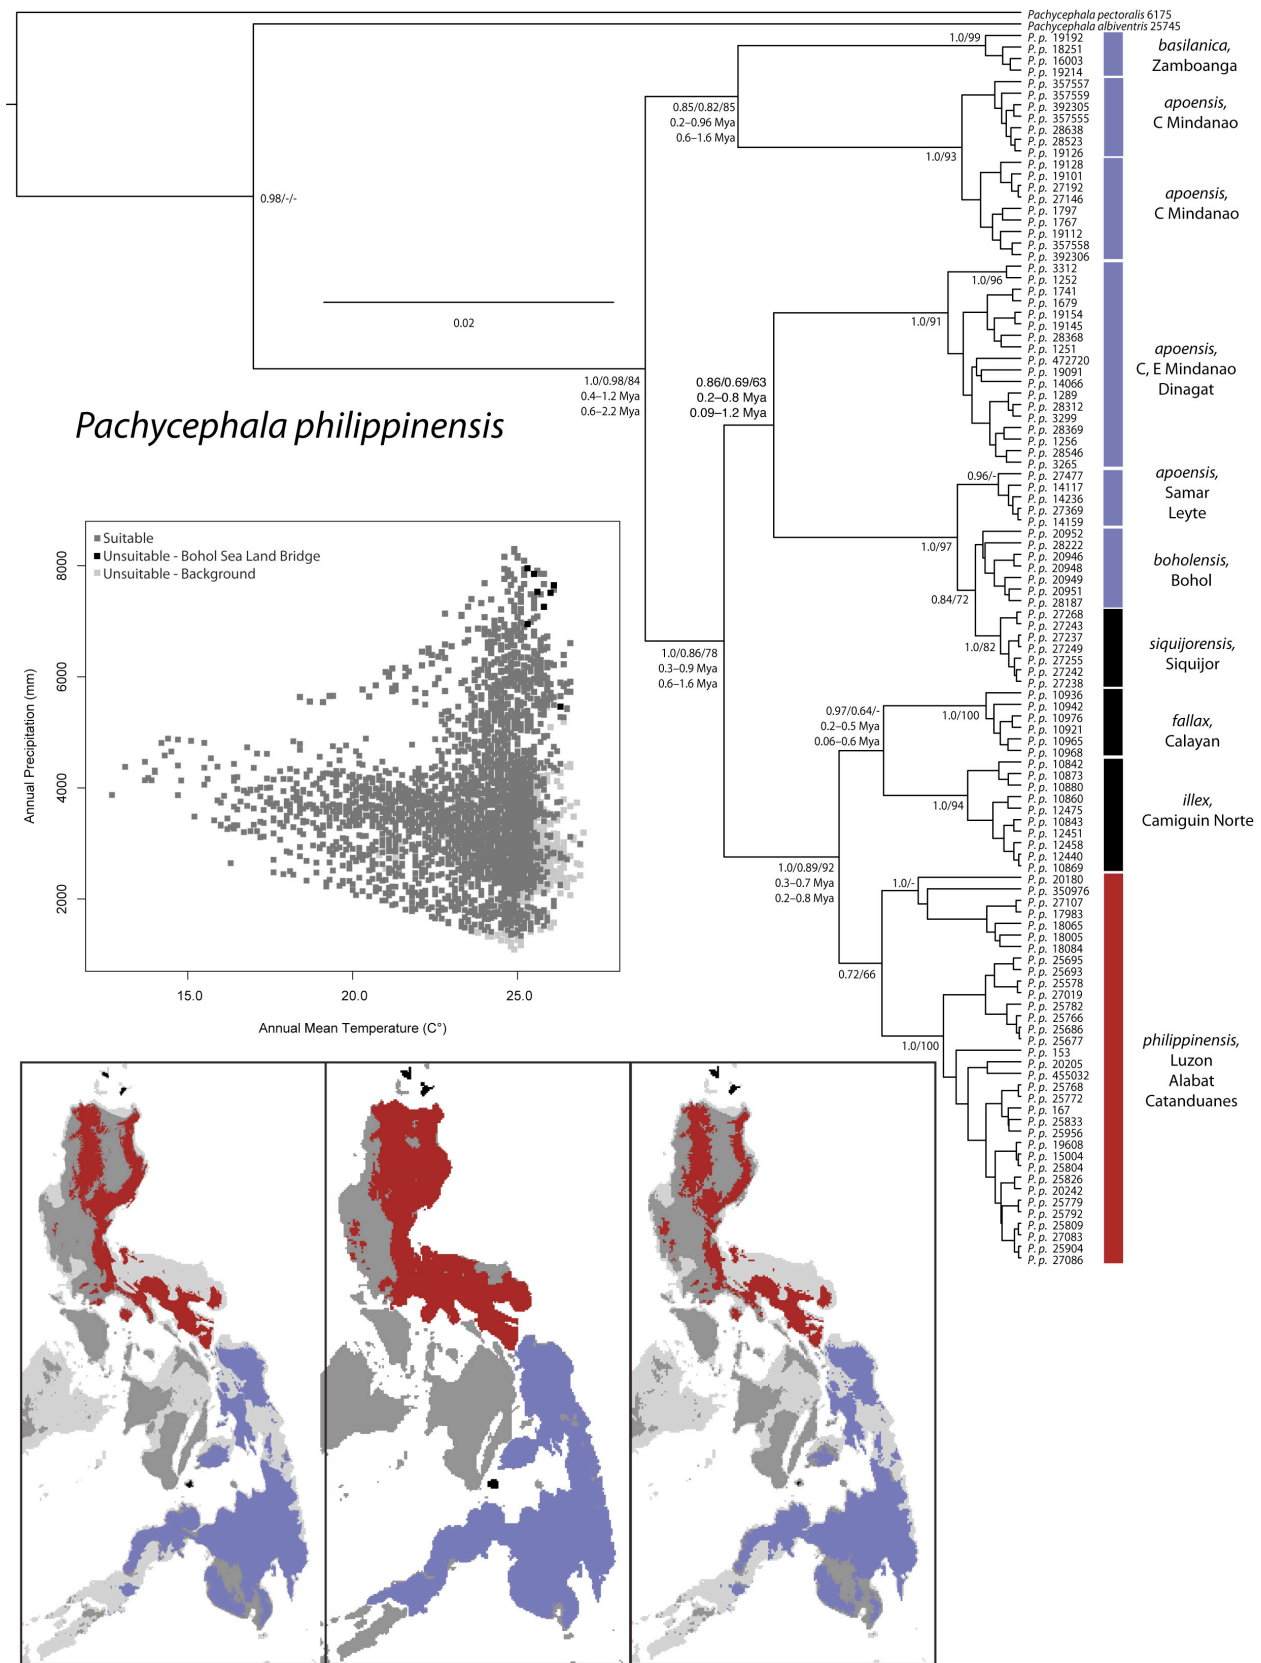 Pachycephala pectoralis 6175
Pachycephala albiventris 25745
P. p. 19192
P. p. 18251
P. p. 16003
P. p. 19214
P. p. 357557
P. p. 357559
P. p. 392305
P. p. 357555
P. p. 28638
P. p. 28523
P. p. 19126
P. p. 19128
P. p. 19101
P. p. 27192
P. p. 27146
P. p. 1797
P. p. 1767
P. p. 19112
P. p. 357558
P. p. 392306
P. p. 3312
P. p. 1252
P. p. 1741
P. p. 1679
P. p. 19154
P. p. 19145
P. p. 28368
P. p. 1251
P. p. 472720
P. p. 19091
P. p. 14066
P. p. 1289
P. p. 28312
P. p. 3299
P. p. 28369
P. p. 1256
P. p. 28546
P. p. 3265
P. p. 27477
P. p. 14117
P. p. 14236
P. p. 27369
P. p. 14159
P. p. 20952
P. p. 28222
P. p. 20946
P. p. 20948
P. p. 20949
P. p. 20951
P. p. 28187
P. p. 27268
P. p. 27243
P. p. 27237
P. p. 27249
P. p. 27255
P. p. 27242
P. p. 27238
P. p. 10936
P. p. 10942
P. p. 10976
P. p. 10921
P. p. 10965
P. p. 10968
P. p. 10842
P. p. 10873
P. p. 10880
P. p. 10860
P. p. 12475
P. p. 10843
P. p. 12451
P. p. 12458
P. p. 12440
P. p. 10869
P. p. 20180
P. p. 350976
P. p. 27107
P. p. 17983
P. p. 18065
P. p. 18005
P. p. 18084
P. p. 25695
P. p. 25693
P. p. 25578
P. p. 27019
P. p. 25782
P. p. 25766
P. p. 25686
P. p. 25677
P. p. 153
P. p. 20205
P. p. 455032
P. p. 25768
P. p. 25772
P. p. 167
P. p. 25833
P. p. 25956
P. p. 19608
P. p. 15004
P. p. 25804
P. p. 25826
P. p. 20242
P. p. 25779
P. p. 25792
P. p. 25809
P. p. 27083
P. p. 25904
P. p. 27086
basilanica,
Zamboanga
apoensis,
C Mindanao
apoensis,
C Mindanao
apoensis,
C, E Mindanao
Dinagat
apoensis,
Samar
Leyte
boholensis,
Bohol
siquijorensis,
Siquijor
fallax,
Calayan
illex,
Camiguin Norte
philippinensis,
Luzon
Alabat
Catanduanes
1.0/99
0.85/0.82/85
0.2–0.96 Mya
0.6–1.6 Mya
1.0/93
0.98/-/-
1.0/96
1.0/91
0.02
1.0/0.98/84
0.4–1.2 Mya
0.6–2.2 Mya
0.86/0.69/63
0.2–0.8 Mya
0.09–1.2 Mya
0.96/-
1.0/97
0.84/72
1.0/82
1.0/0.86/78
0.3–0.9 Mya
0.6–1.6 Mya
0.97/0.64/-
0.2–0.5 Mya
0.06–0.6 Mya
1.0/100
1.0/94
1.0/0.89/92
0.3–0.7 Mya
0.2–0.8 Mya
1.0/-
0.72/66
1.0/100
Pachycephala philippinensis
Suitable
Unsuitable - Bohol Sea Land Bridge
Unsuitable - Background
8000
6000
4000
2000
Annual Precipitation (mm)
15.0
20.0
25.0
Annual Mean Temperature (C°)